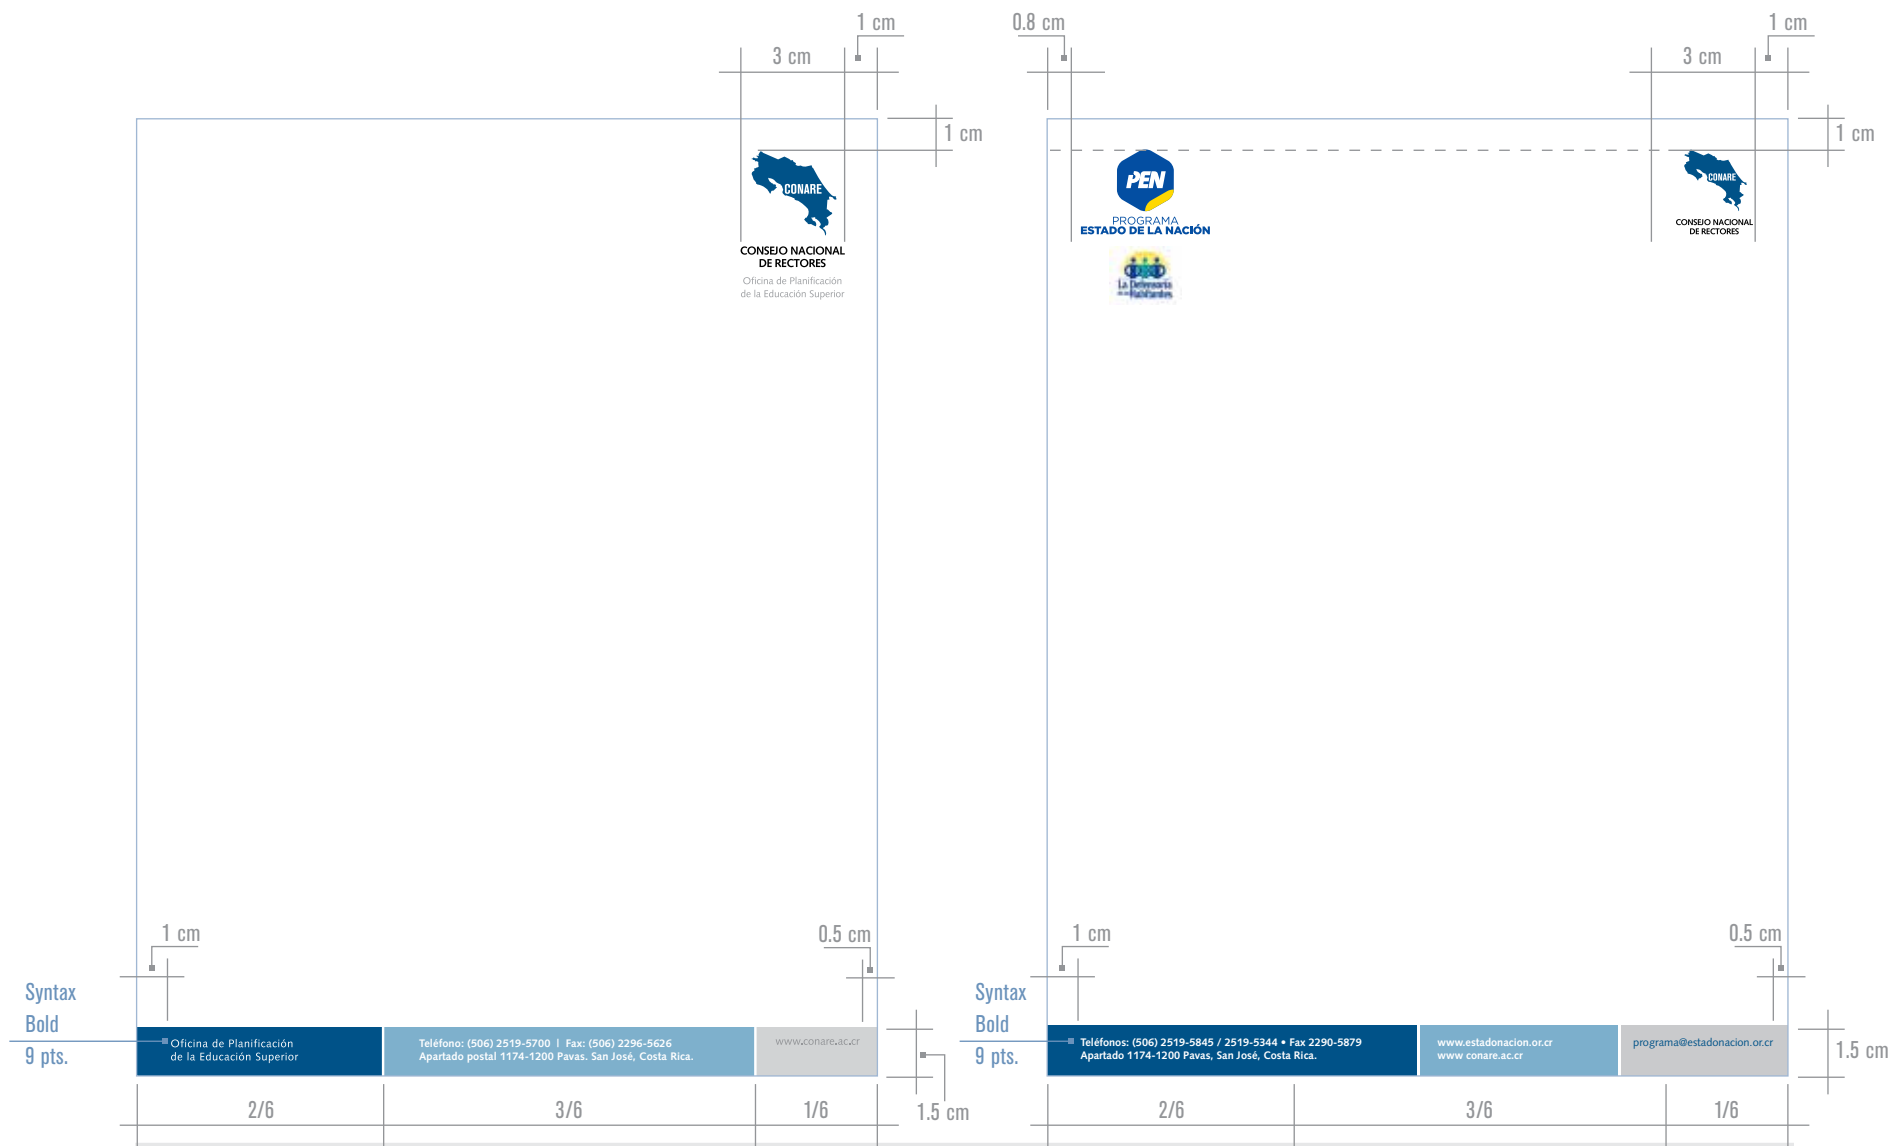 1 cm
3 cm
1 cm
CONARE
CONSEJO NACIONAL
DE RECTORES
Oficina de Planificación
de la Educación Superior
1 cm
0.5 cm
Syntax
Bold
9 pts.
Oficina de Planificación
de la Educación Superior
Teléfono: (506) 2519-5700 | Fax: (506) 2296-5626
Apartado postal 1174-1200 Pavas. San José, Costa Rica.
www.conare.ac.cr
2/6
3/6
1/6
1.5 cm
0.8 cm
1 cm
3 cm
1 cm
PEN
PROGRAMA
ESTADO DE LA NACIÓN
La Defensoría
de los Habitantes
CONARE
CONSEJO NACIONAL
DE RECTORES
1 cm
0.5 cm
Syntax
Bold
9 pts.
Teléfonos: (506) 2519-5845 / 2519-5344 • Fax 2290-5879
Apartado 1174-1200 Pavas, San José, Costa Rica.
www.estadonacion.or.cr
www conare.ac.cr
programa@estadonacion.or.cr
1.5 cm
2/6
3/6
1/6